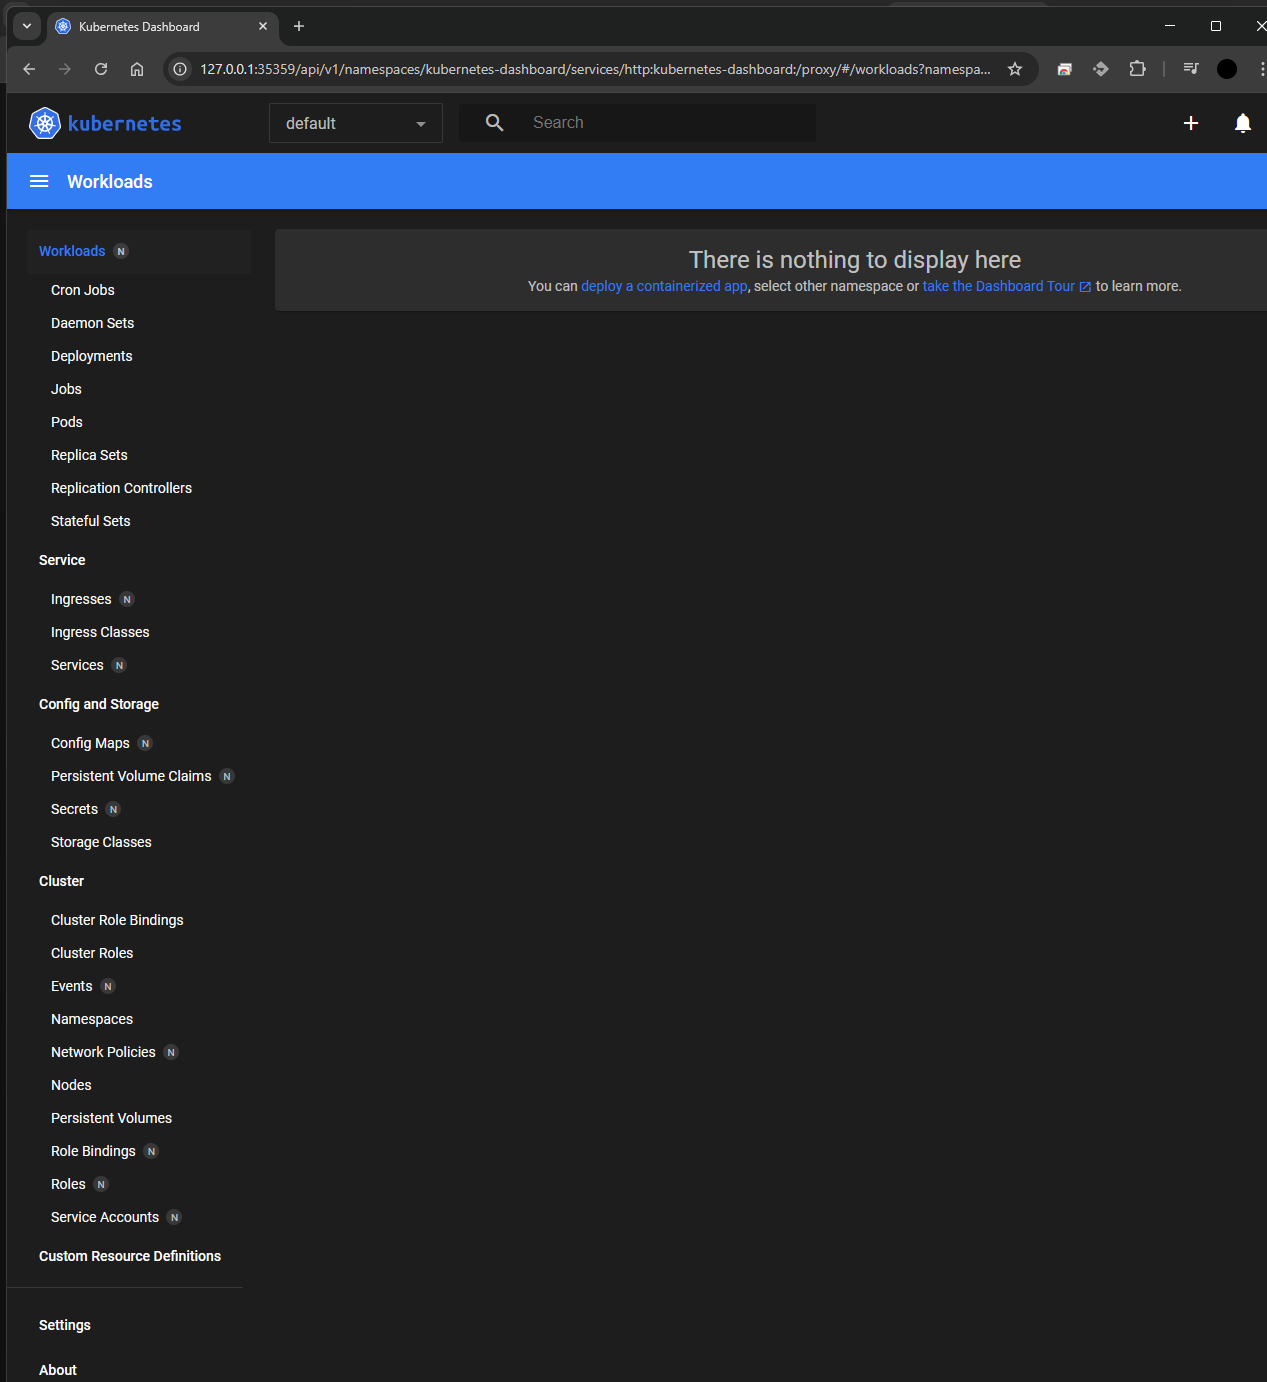 Kubernetes Dashboard
127.0.0.1:35359/api/v1/namespaces/kubernetes-dashboard/services/http:kubernetes-dashboard:/proxy/#/workloads?namespa...
kubernetes
default
Search
Workloads
Workloads N
Cron Jobs
Daemon Sets
Deployments
Jobs
Pods
Replica Sets
Replication Controllers
Stateful Sets
Service
Ingresses N
Ingress Classes
Services N
Config and Storage
Config Maps N
Persistent Volume Claims N
Secrets N
Storage Classes
Cluster
Cluster Role Bindings
Cluster Roles
Events N
Namespaces
Network Policies N
Nodes
Persistent Volumes
Role Bindings N
Roles N
Service Accounts N
Custom Resource Definitions
Settings
About
There is nothing to display here
You can deploy a containerized app, select other namespace or take the Dashboard Tour to learn more.